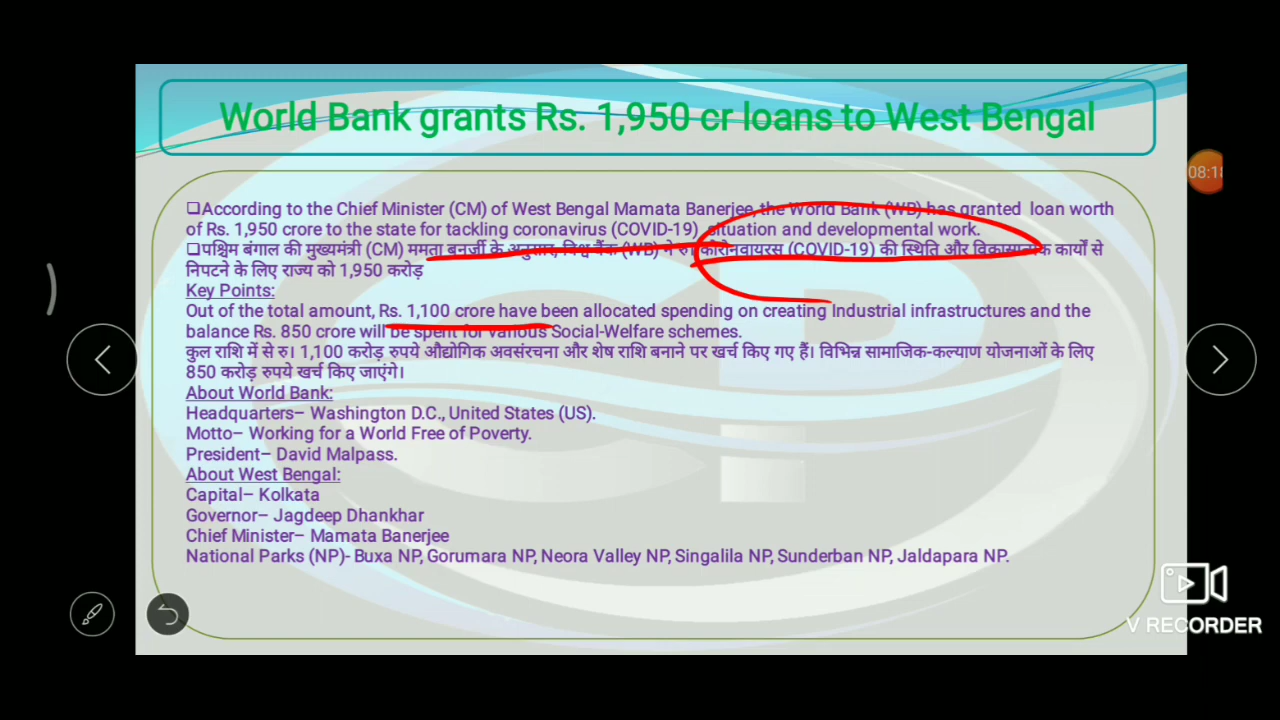 World Bank grants Rs. 1,950 cr loans to West Bengal
❑According to the Chief Minister (CM) of West Bengal Mamata Banerjee, the World Bank (WB) has granted loan worth
of Rs. 1,950 crore to the state for tackling coronavirus (COVID-19) situation and developmental work.
❑पश्चिम बंगाल की मुख्यमंत्री (CM) ममता बनर्जी के अनुसार, विश्व बैंक (WB) ने रु। कोरोनवायरस (COVID-19) की स्थिति और विकासात्मक कार्यों से
निपटने के लिए राज्य को 1,950 करोड़
Key Points:
Out of the total amount, Rs. 1,100 crore have been allocated spending on creating Industrial infrastructures and the
balance Rs. 850 crore will be spent for various Social-Welfare schemes.
कुल राशि में से रु। 1,100 करोड़ रुपये औद्योगिक अवसंरचना और शेष राशि बनाने पर खर्च किए गए हैं। विभिन्न सामाजिक-कल्याण योजनाओं के लिए
850 करोड़ रुपये खर्च किए जाएंगे।
About World Bank:
Headquarters– Washington D.C., United States (US).
Motto– Working for a World Free of Poverty.
President– David Malpass.
About West Bengal:
Capital– Kolkata
Governor– Jagdeep Dhankhar
Chief Minister– Mamata Banerjee
National Parks (NP)- Buxa NP, Gorumara NP, Neora Valley NP, Singalila NP, Sunderban NP, Jaldapara NP.
V RECORDER